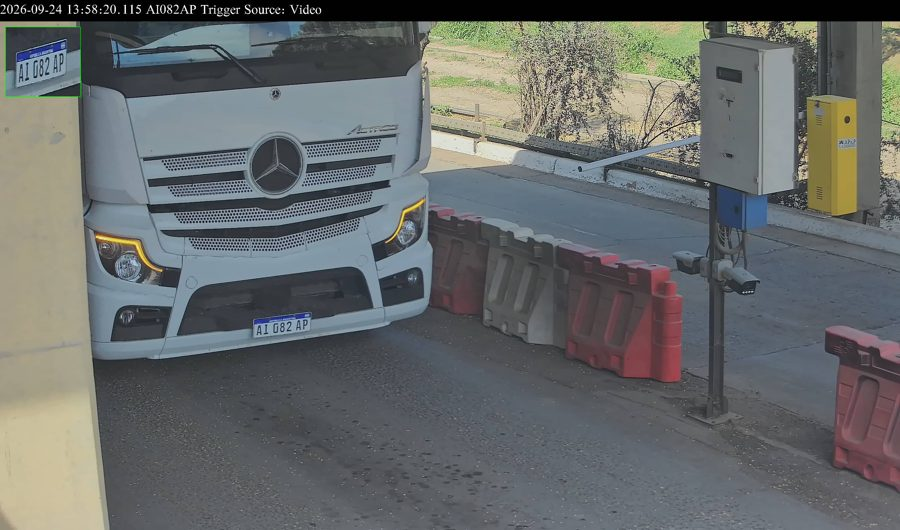 2026-09-24 13:58:20.115 AI082AP Trigger Source: Video
AI 082 AP
ACTROS
AI 082 AP